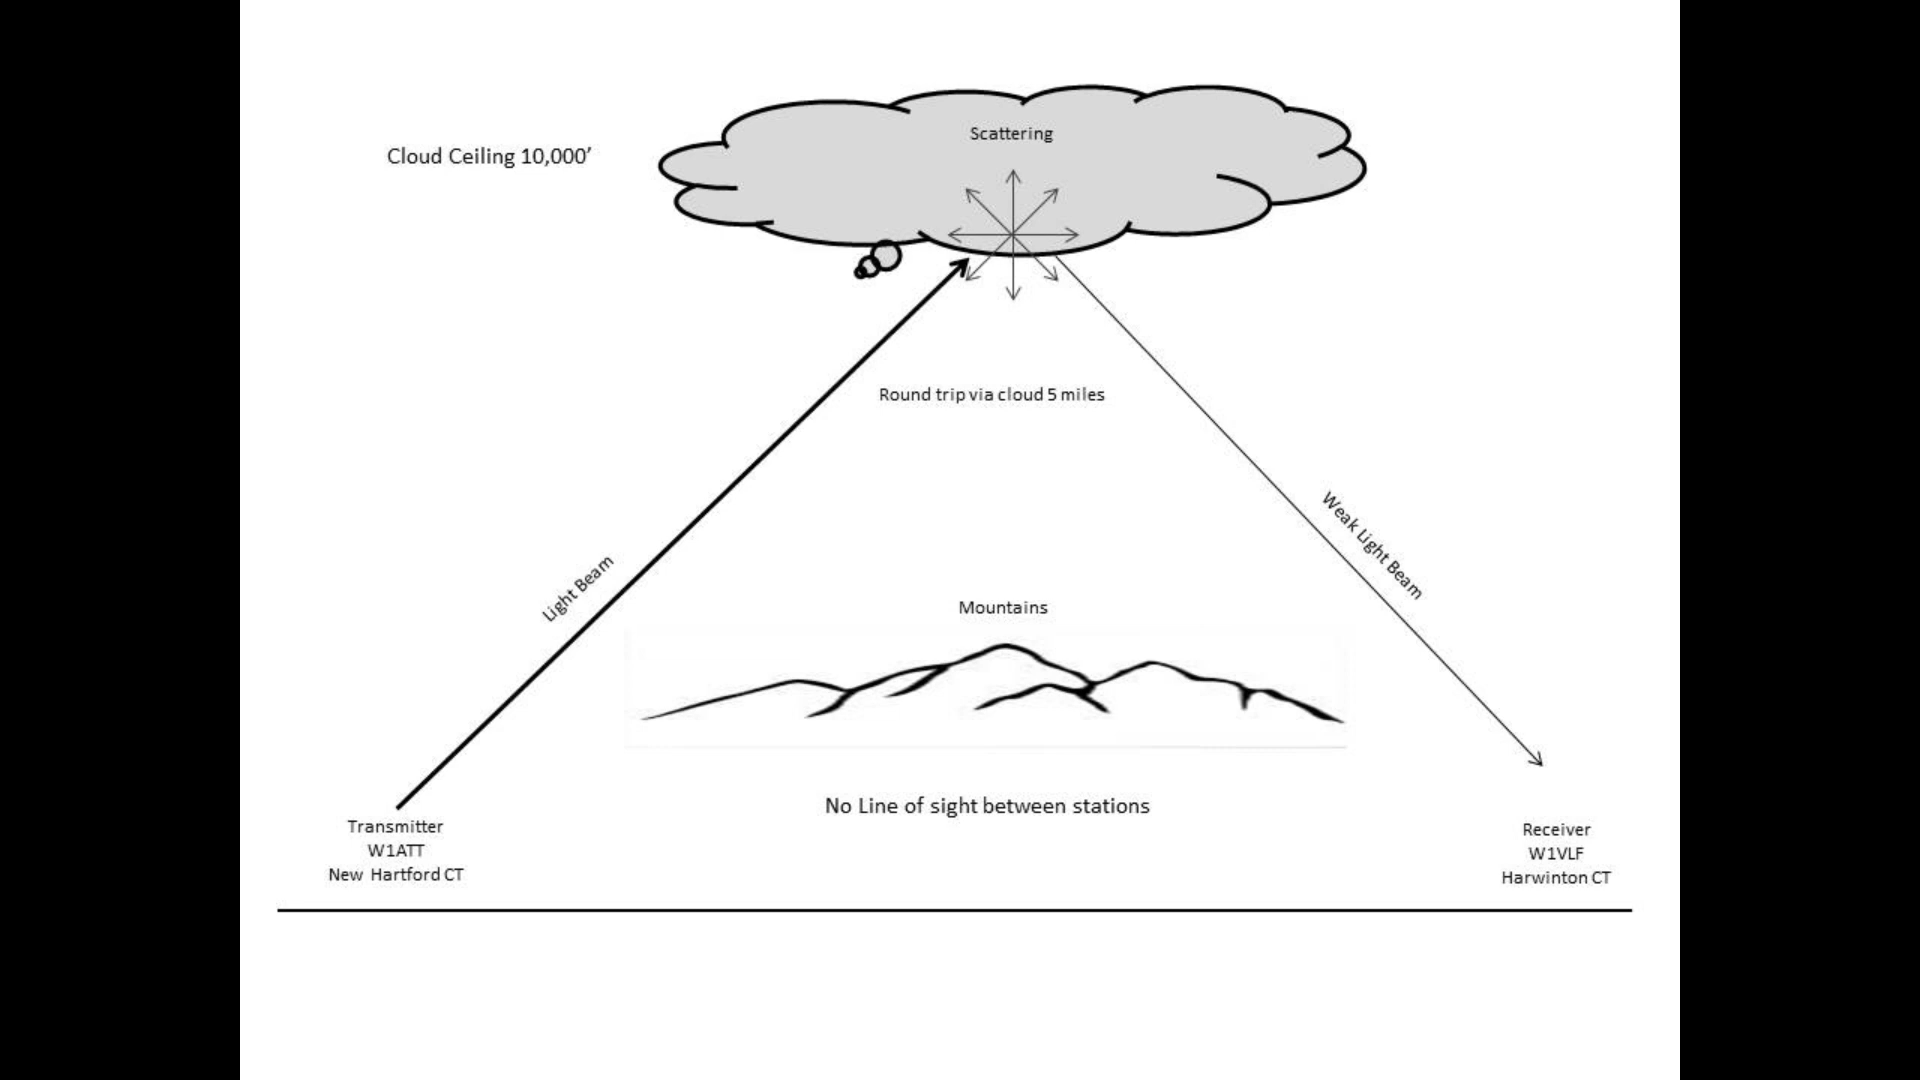 Scattering
Cloud Ceiling 10,000’
Round trip via cloud 5 miles
Weak Light Beam
Light Beam
Mountains
No Line of sight between stations
Transmitter
W1ATT
New Hartford CT
Receiver
W1VLF
Harwinton CT